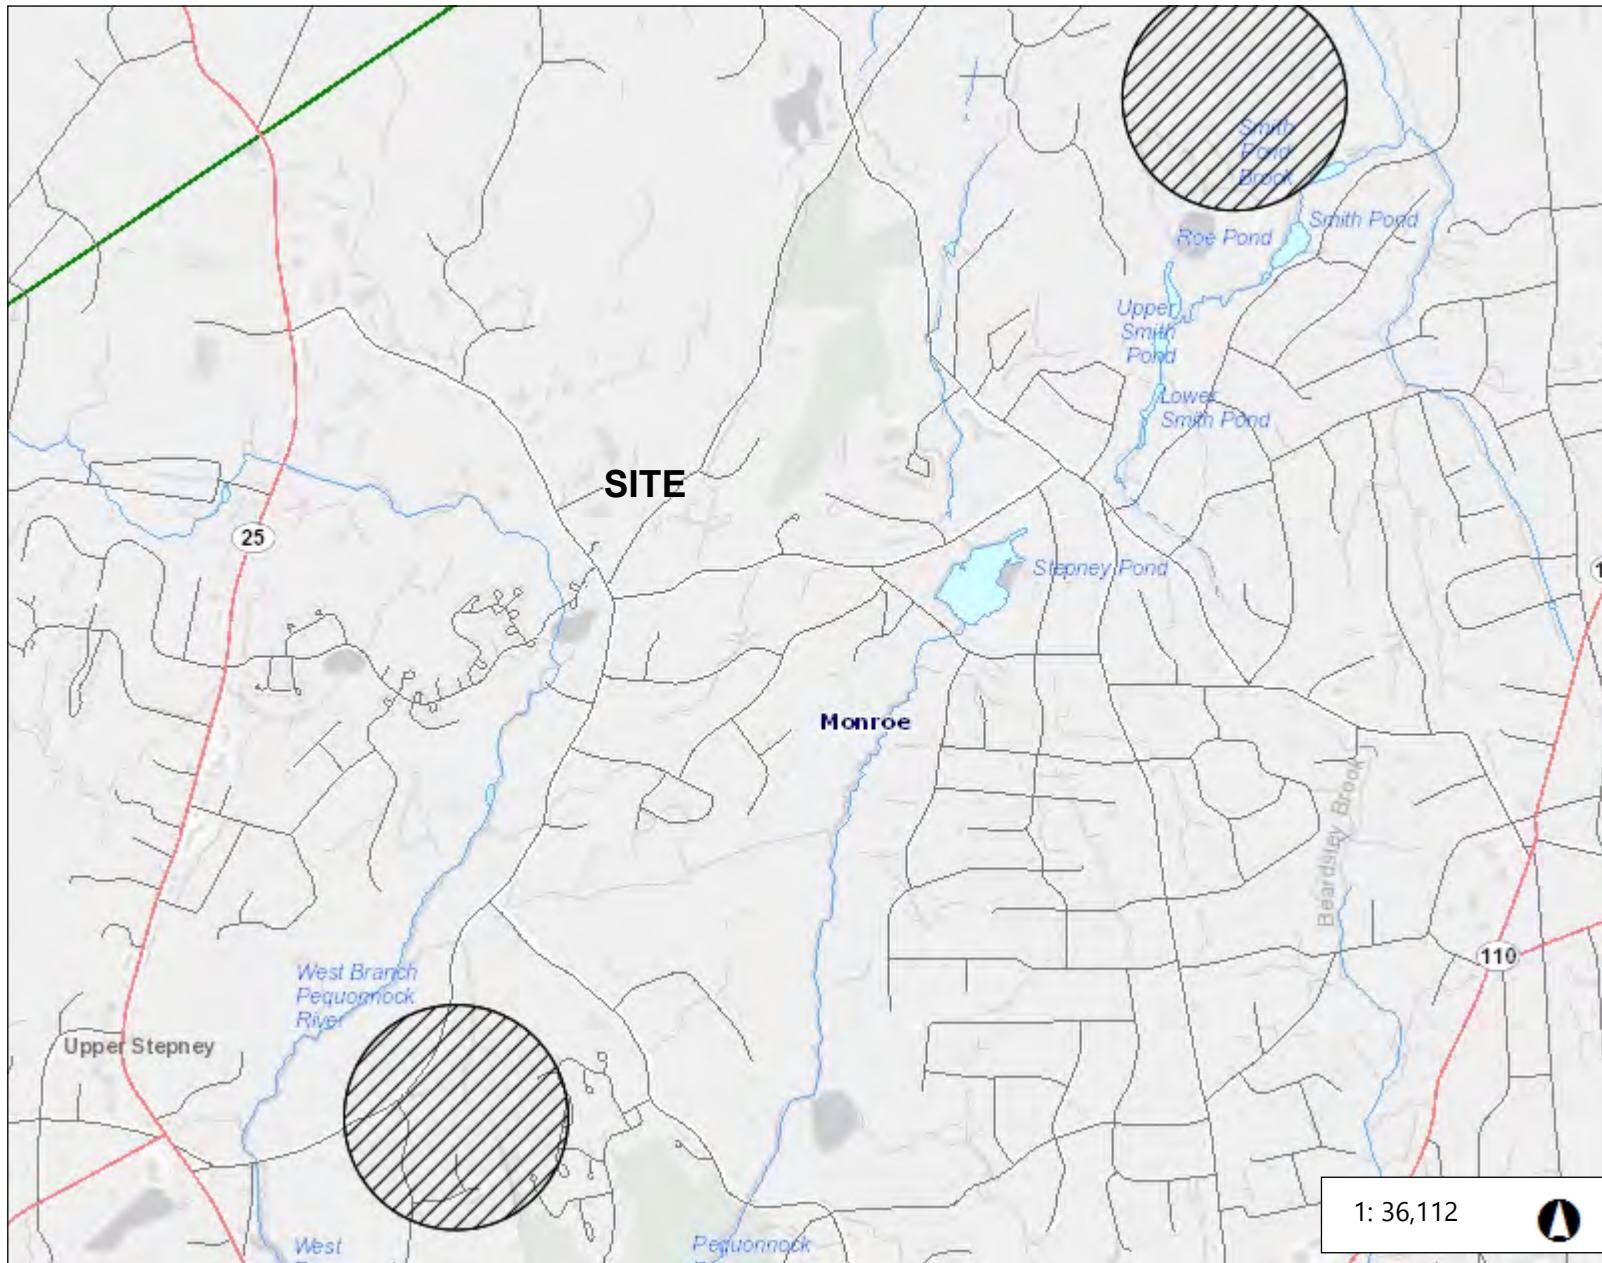 Smith
Pond
Brook
Smith Pond
Roe Pond
Upper
Smith
Pond
Lower
Smith Pond
SITE
25
Stepney Pond
Monroe
Beardsley Brook
110
West Branch
Pequonnock
River
Upper Stepney
1: 36,112
West
Pequonnock